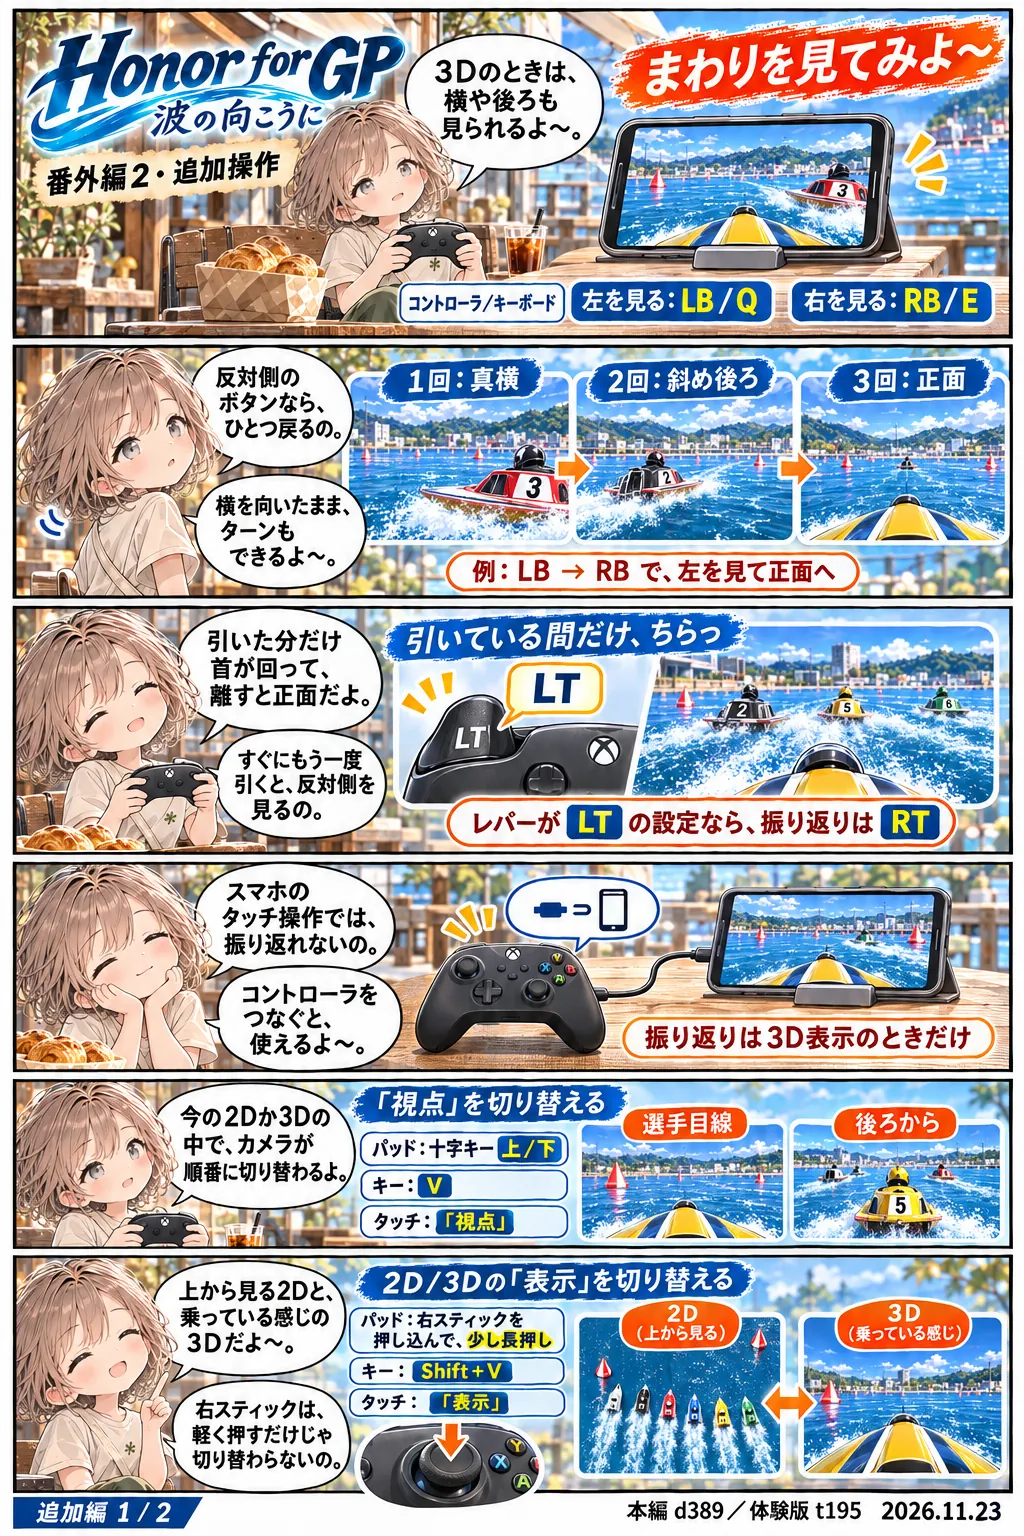 Honor for GP
波の向こうに
番外編2・追加操作
3Dのときは、
横や後ろも
見られるよ～。
まわりを見てみよ～
3
コントローラ/キーボード
左を見る：LB/Q
右を見る：RB/E
反対側の
ボタンなら、
ひとつ戻るの。
横を向いたまま、
ターンも
できるよ～。
1回：真横
2回：斜め後ろ
3回：正面
3
2
例：LB → RB で、左を見て正面へ
引いた分だけ
首が回って、
離すと正面だよ。
すぐにもう一度
引くと、反対側を
見るの。
引いている間だけ、ちらっ
LT
LT
2
5
6
レバーが LT の設定なら、振り返りは RT
スマホの
タッチ操作では、
振り返れないの。
コントローラを
つなぐと、
使えるよ～。
Y
X
B
A
振り返りは3D表示のときだけ
今の2Dか3Dの
中で、カメラが
順番に切り替わるよ。
「視点」を切り替える
パッド：十字キー 上/下
キー：V
タッチ：「視点」
選手目線
後ろから
5
上から見る2Dと、
乗っている感じの
3Dだよ～。
右スティックは、
軽く押すだけじゃ
切り替わらないの。
2D/3Dの「表示」を切り替える
パッド：右スティックを
押し込んで、少し長押し
キー：Shift+V
タッチ：「表示」
Y
X
A
2D
(上から見る)
3D
(乗っている感じ)
追加編 1 / 2
本編 d389／体験版 t195 2026.11.23